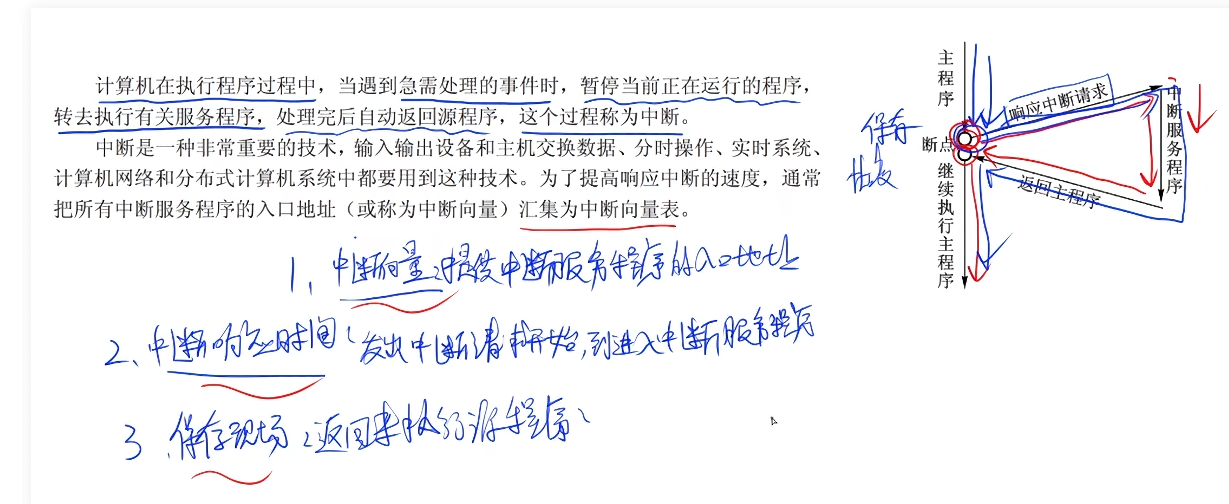 计算机在执行程序过程中，当遇到急需处理的事件时，暂停当前正在运行的程序，
转去执行有关服务程序，处理完后自动返回源程序，这个过程称为中断。
中断是一种非常重要的技术，输入输出设备和主机交换数据、分时操作、实时系统、
计算机网络和分布式计算机系统中都要用到这种技术。为了提高响应中断的速度，通常
把所有中断服务程序的入口地址（或称为中断向量）汇集为中断向量表。
1、中断向量：提供中断服务程序的入口地址
2、中断响应时间：发出中断请求开始，到进入中断服务程序
3、保存现场：返回来执行源程序
主程序
响应中断请求
中断服务程序
保存
断点
恢复
返回主程序
继续执行主程序